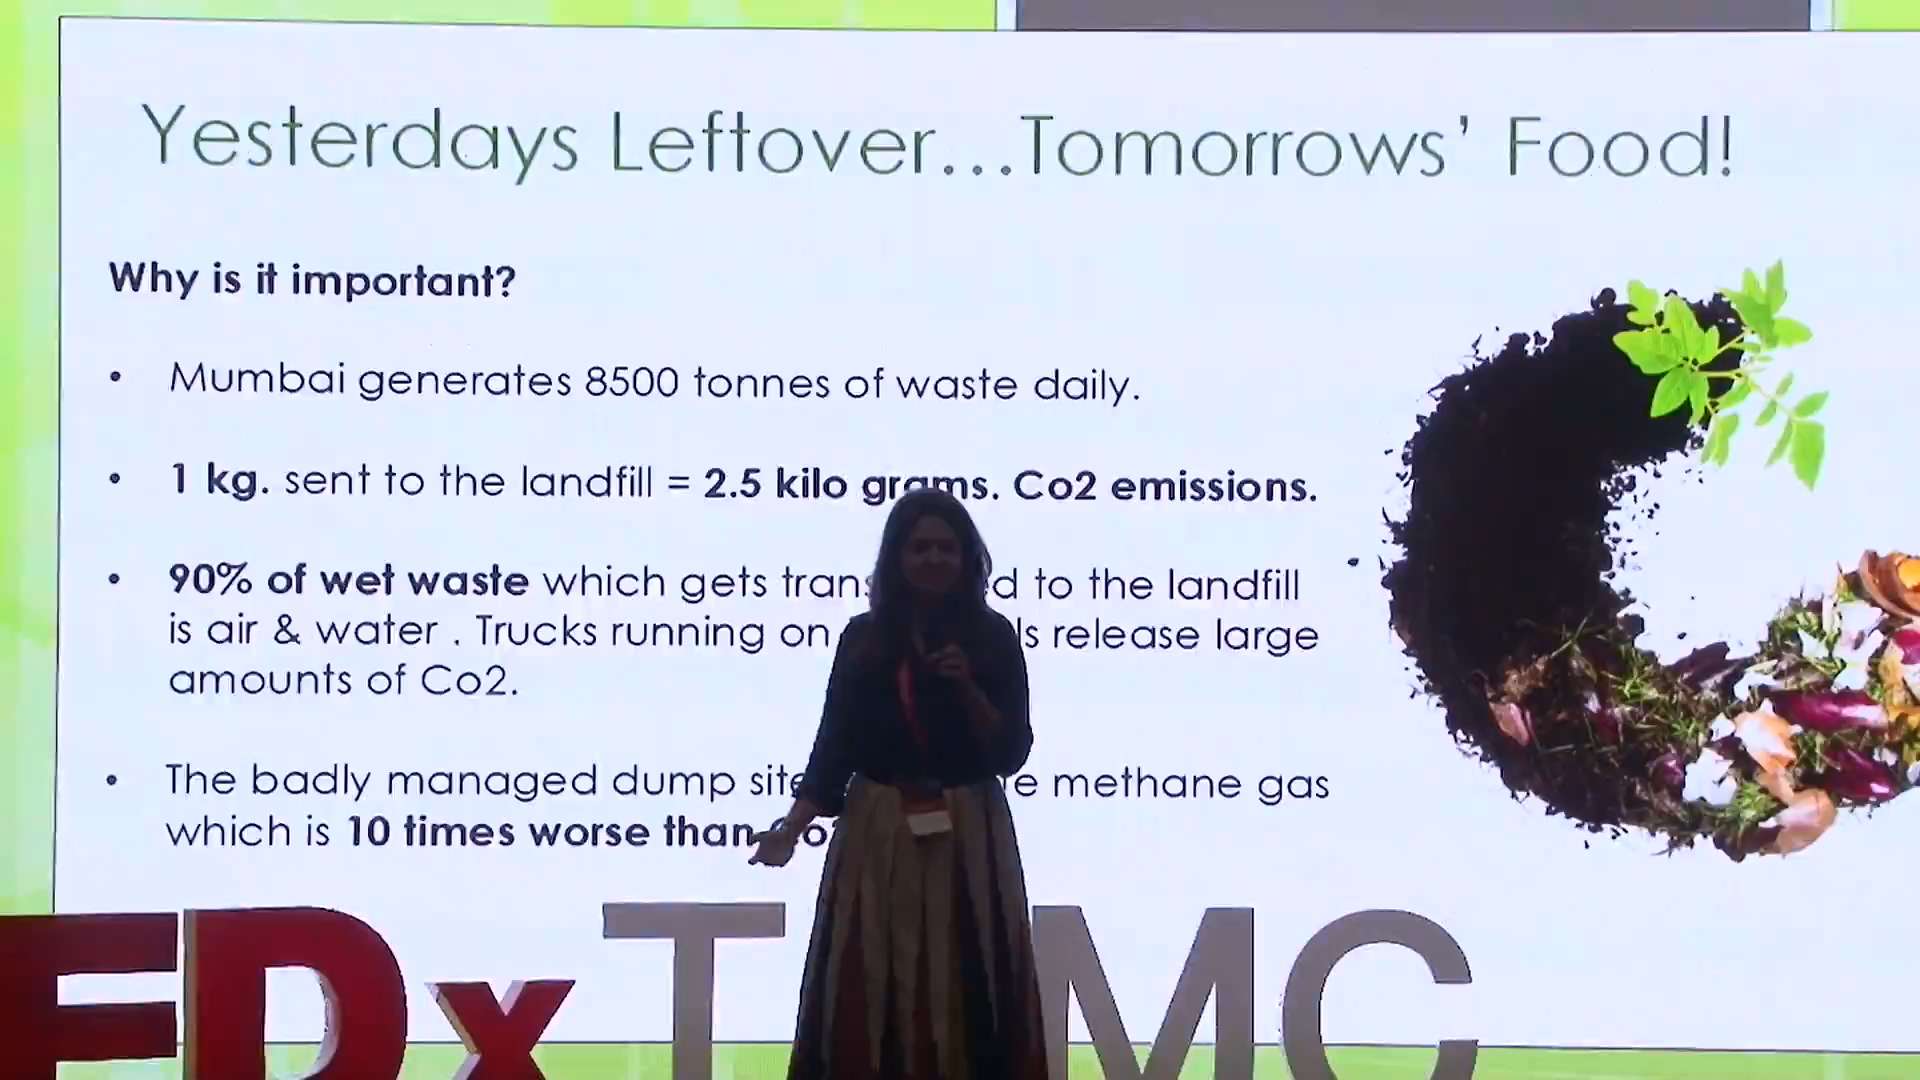 Yesterdays Leftover...Tomorrows’ Food!
Why is it important?
• Mumbai generates 8500 tonnes of waste daily.
• 1 kg. sent to the landfill = 2.5 kilo grams. Co2 emissions.
• 90% of wet waste which gets to the landfill
is air & water . Trucks running on release large
amounts of Co2.
• The badly managed dump methane gas
which is 10 times worse than
EDx T MC